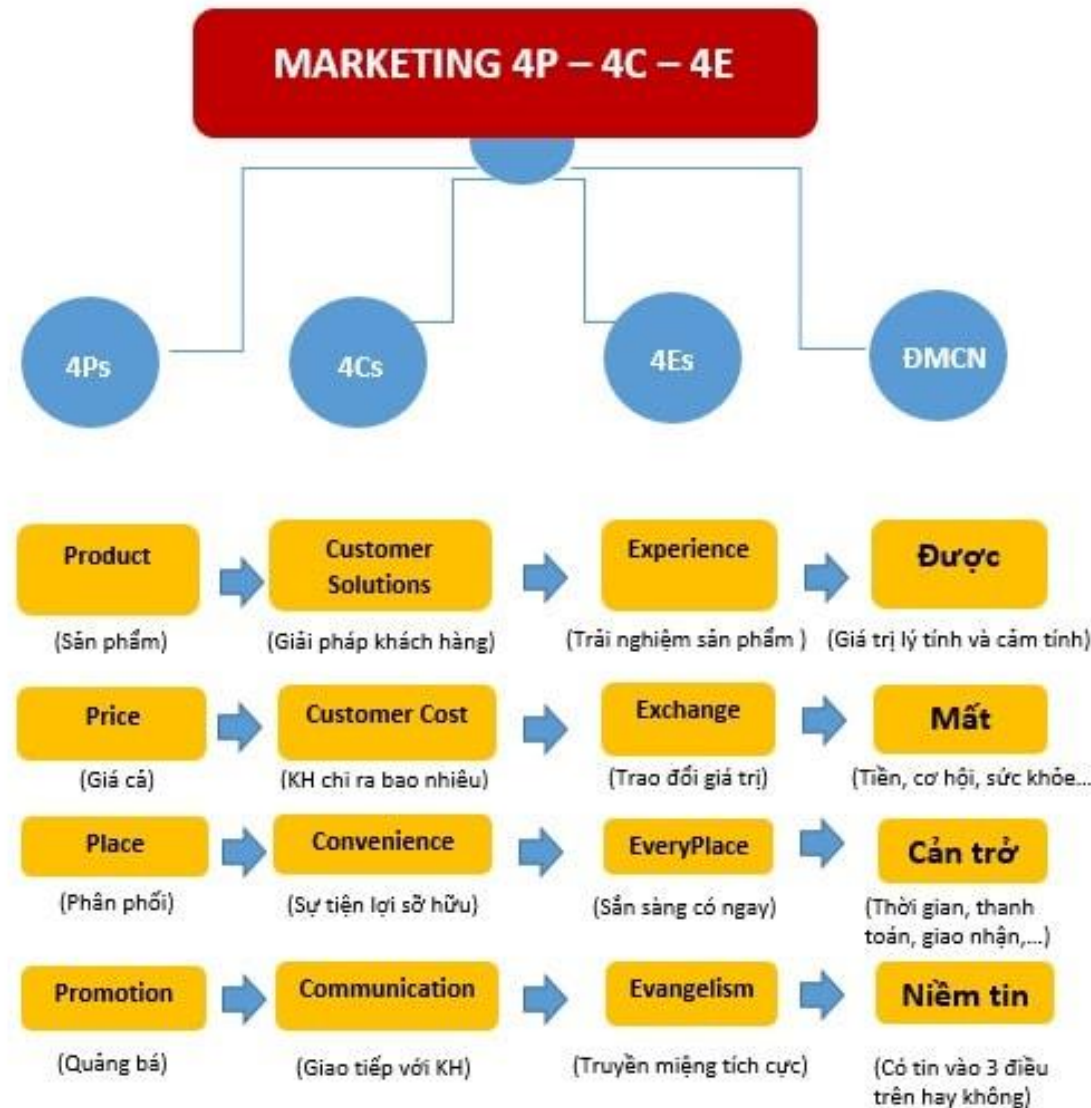 MARKETING 4P – 4C – 4E
4Ps
4Cs
4Es
ĐMCN
Product
Customer
Solutions
Experience
Được
(Sản phẩm)
(Giải pháp khách hàng)
(Trải nghiệm sản phẩm )
(Giá trị lý tính và cảm tính)
Price
Customer Cost
Exchange
Mất
(Giá cả)
(KH chi ra bao nhiêu)
(Trao đổi giá trị)
(Tiền, cơ hội, sức khỏe...
Place
Convenience
EveryPlace
Cản trở
(Phân phối)
(Sự tiện lợi sỡ hữu)
(Sẵn sàng có ngay)
(Thời gian, thanh
toán, giao nhận,...)
Promotion
Communication
Evangelism
Niềm tin
(Quảng bá)
(Giao tiếp với KH)
(Truyền miệng tích cực)
(Có tin vào 3 điều
trên hay không)